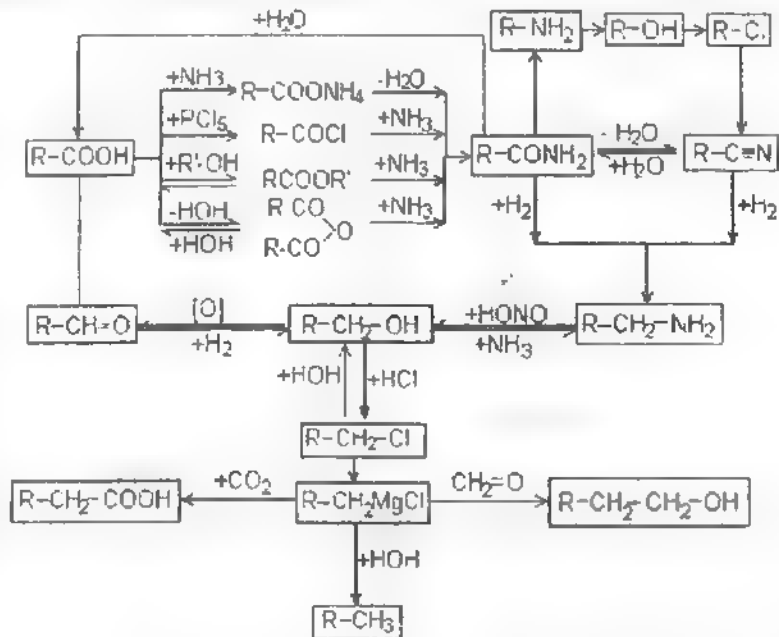 +H₂O
R-NH₂
R-OH
R-C
+NH₃
R-COONH₄
-H₂O
+PCl₅
R-COCl
+NH₃
R-COOH
+R'-OH
RCOOR'
+NH₃
R-CONH₂
-H₂O
+H₂O
R-C≡N
-HOH
+HOH
R·CO
O
R·CO
+NH₃
+H₂
+H₂
R-CH=O
[O]
+H₂
R-CH₂-OH
+HONO
+NH₃
R-CH₂-NH₂
+HOH
+HCl
R-CH₂-Cl
R-CH₂-COOH
+CO₂
R-CH₂MgCl
CH₂=O
R-CH₂-CH₂-OH
+HOH
R-CH₃